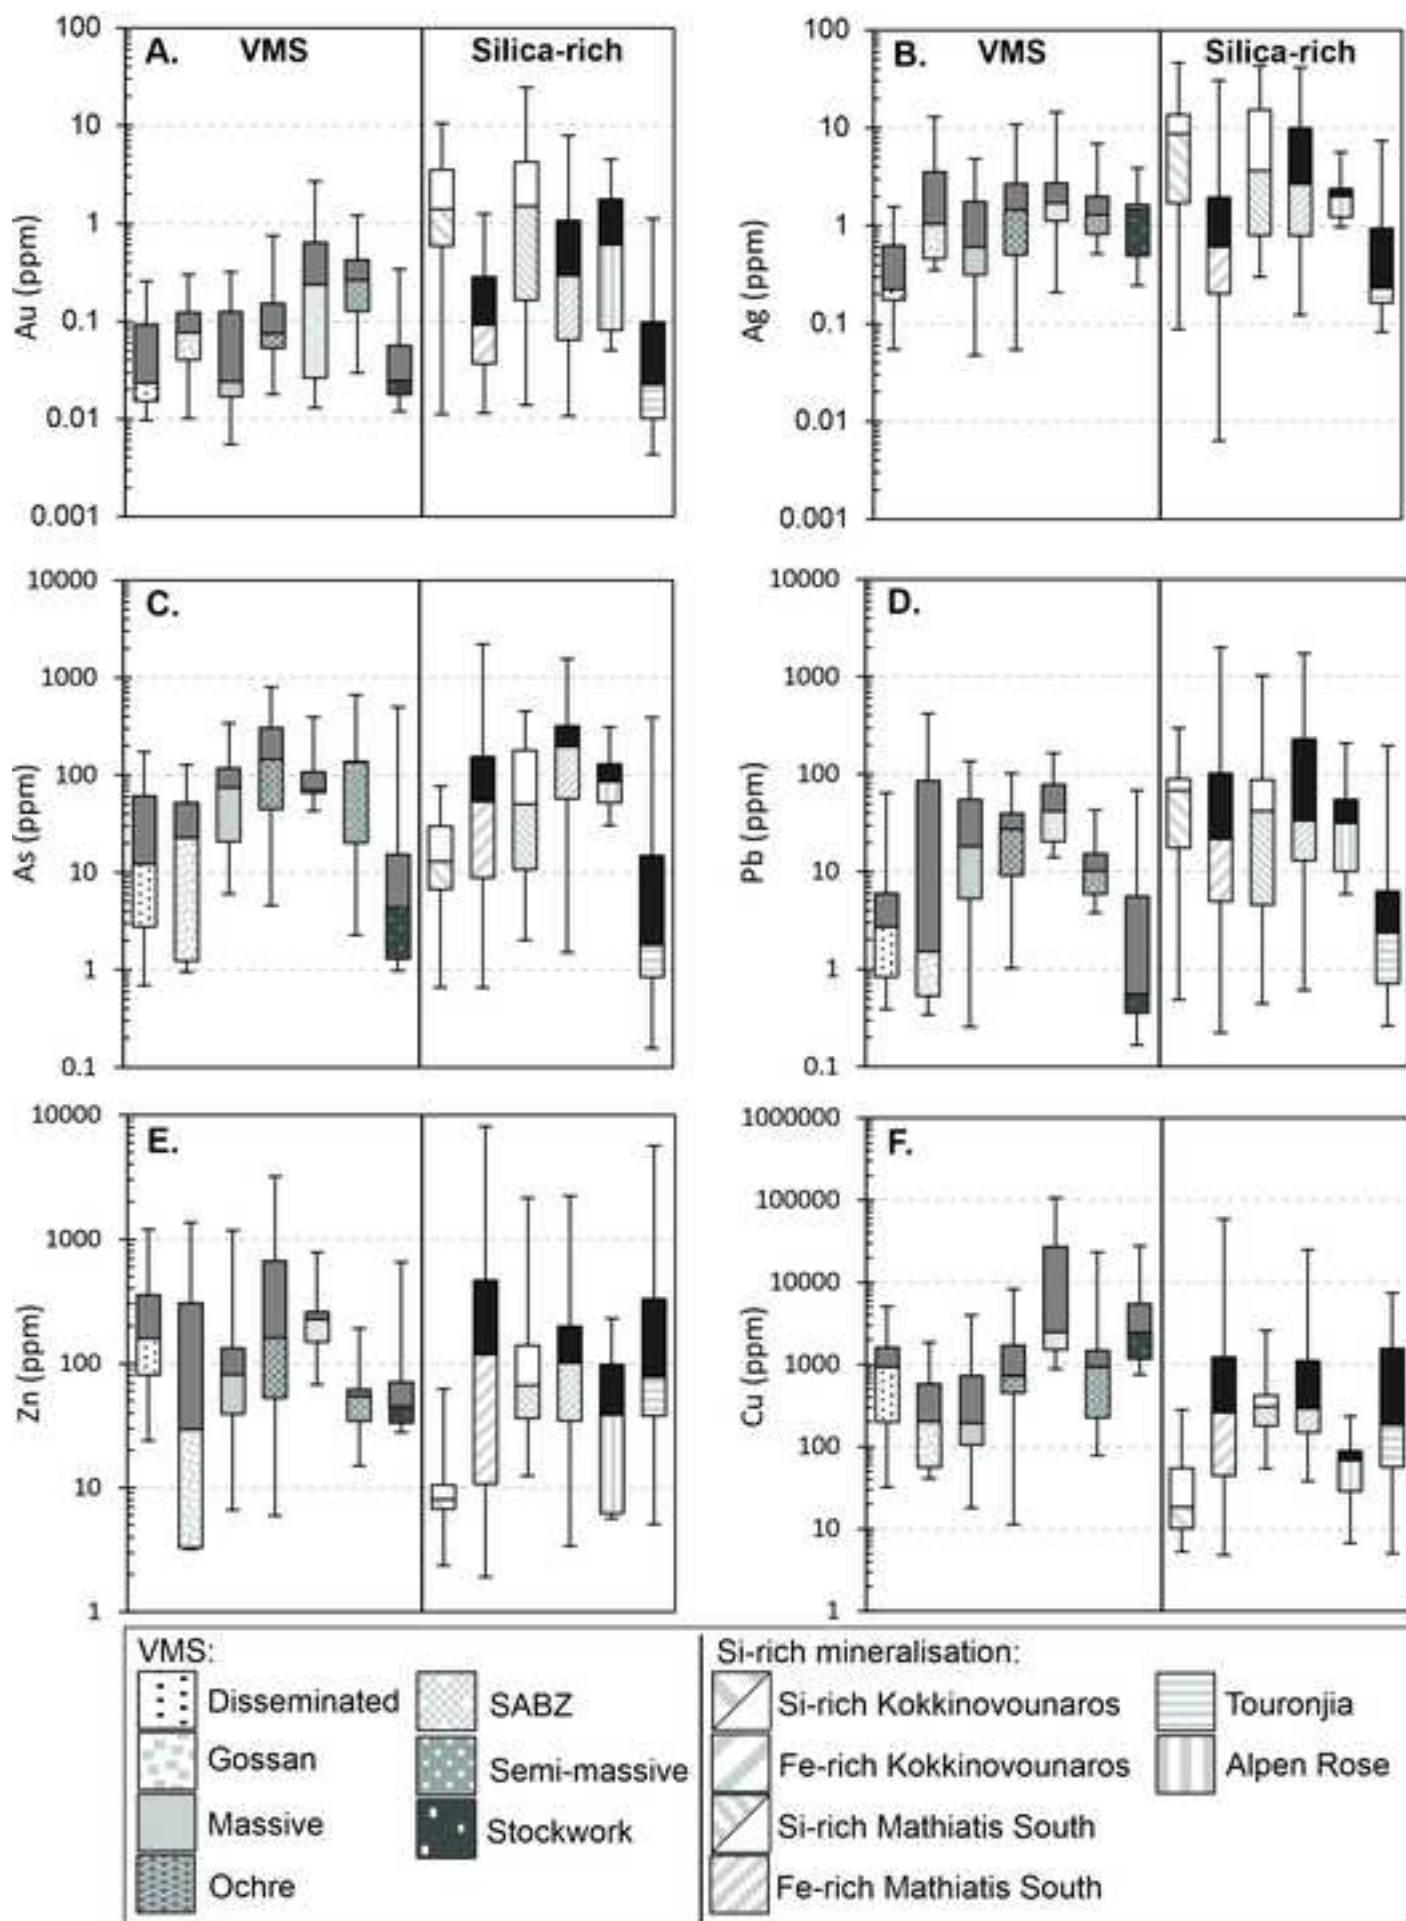 A. VMS Silica-rich
100
10
1
0.1
0.01
0.001
Au (ppm)
B. VMS Silica-rich
100
10
1
0.1
0.01
0.001
Ag (ppm)
C.
10000
1000
100
10
1
0.1
As (ppm)
D.
10000
1000
100
10
1
0.1
Pb (ppm)
E.
10000
1000
100
10
1
Zn (ppm)
F.
1000000
100000
10000
1000
100
10
1
Cu (ppm)
VMS:
Disseminated
Gossan
Massive
Ochre
SABZ
Semi-massive
Stockwork
Si-rich mineralisation:
Si-rich Kokkinovounaros
Fe-rich Kokkinovounaros
Si-rich Mathiatis South
Fe-rich Mathiatis South
Touronjia
Alpen Rose